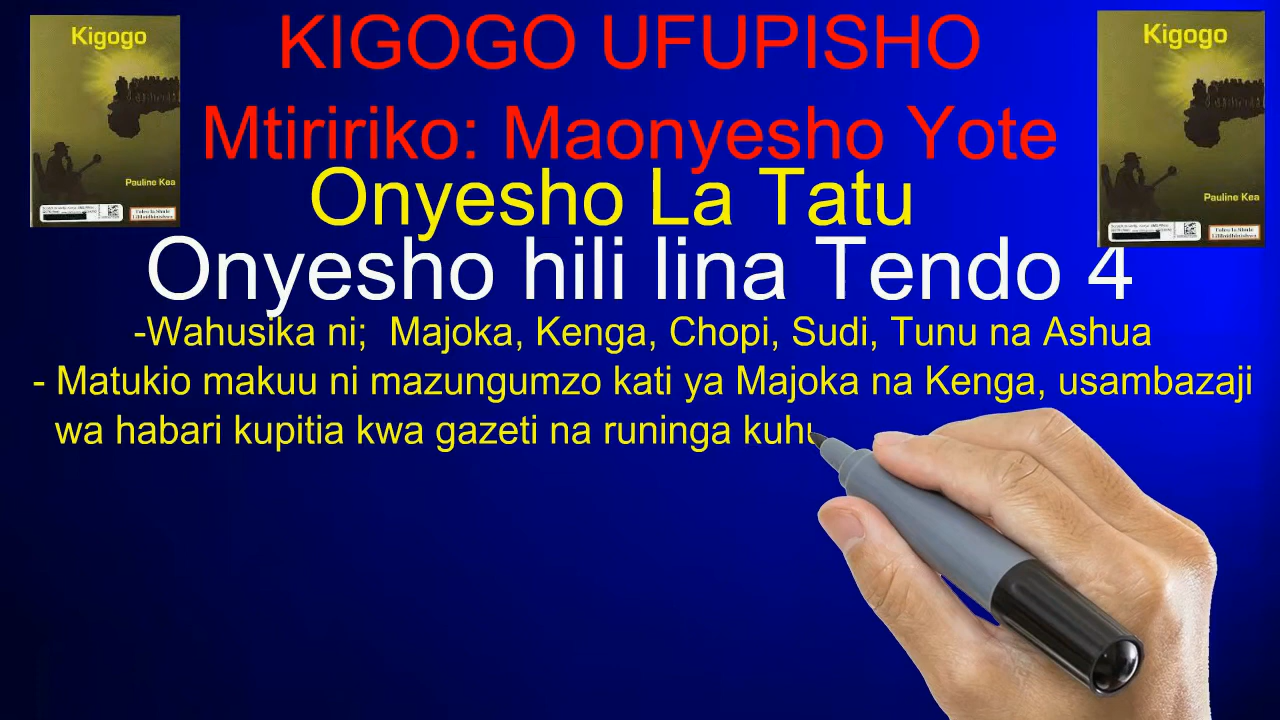 Kigogo
Pauline Kea
KIGOGO UFUPISHO
Mtiririko: Maonyesho Yote
Onyesho La Tatu
Onyesho hili lina Tendo 4
-Wahusika ni; Majoka, Kenga, Chopi, Sudi, Tunu na Ashua
- Matukio makuu ni mazungumzo kati ya Majoka na Kenga, usambazaji
wa habari kupitia kwa gazeti na runinga kuhu
Kigogo
Pauline Kea